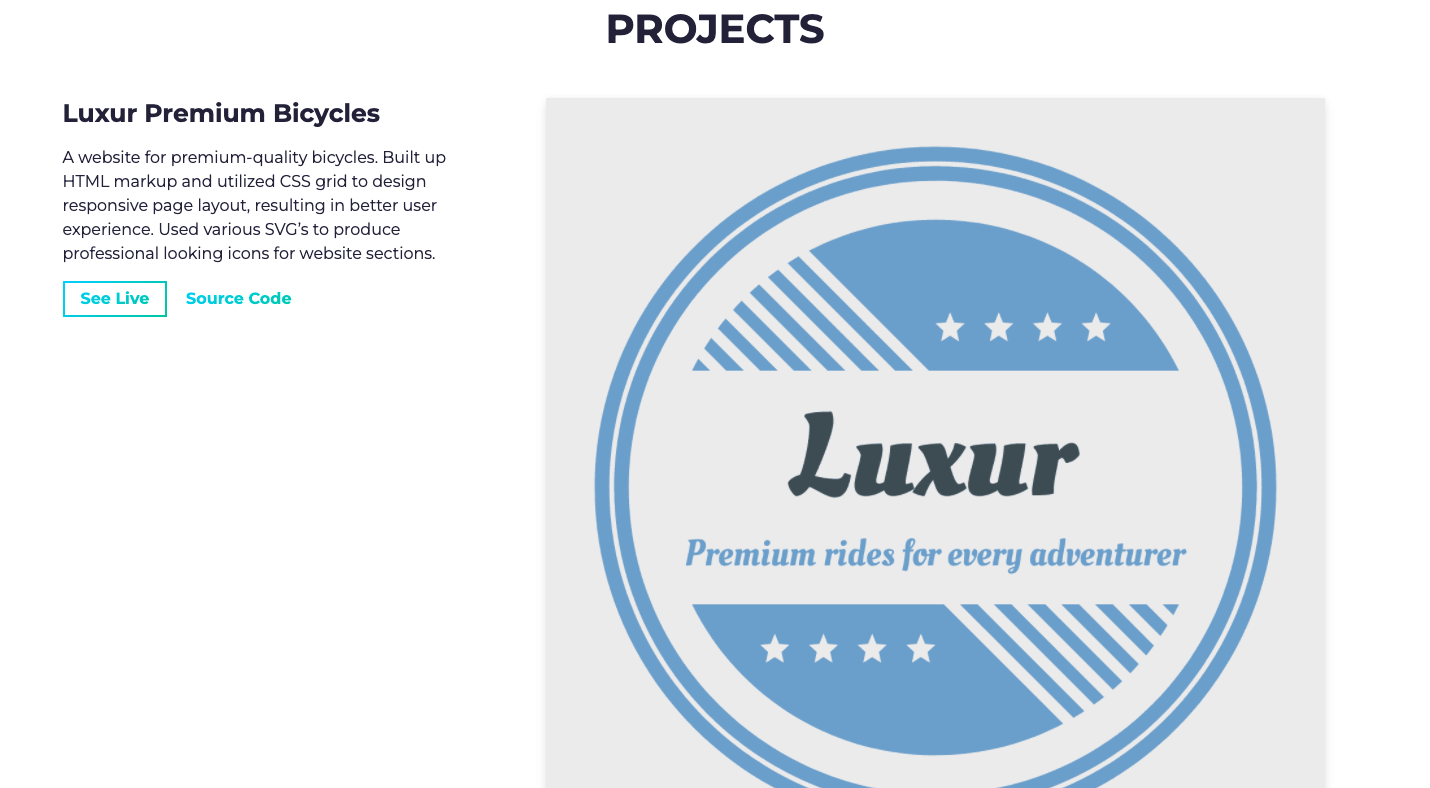 PROJECTS
Luxur Premium Bicycles
A website for premium-quality bicycles. Built up
HTML markup and utilized CSS grid to design
responsive page layout, resulting in better user
experience. Used various SVG’s to produce
professional looking icons for website sections.
See Live
Source Code
Luxur
Premium rides for every adventurer